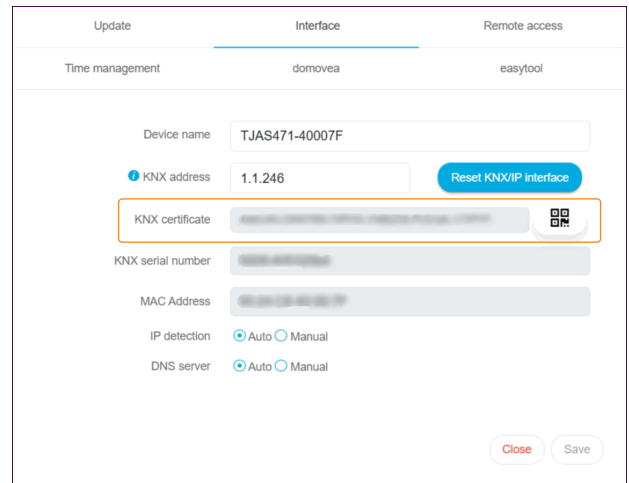 Update Interface Remote access
Time management domovea easytool
Device name TJAS471-40007F
KNX address 1.1.246 Reset KNX/IP interface
KNX certificate
KNX serial number
MAC Address
IP detection Auto Manual
DNS server Auto Manual
Close Save